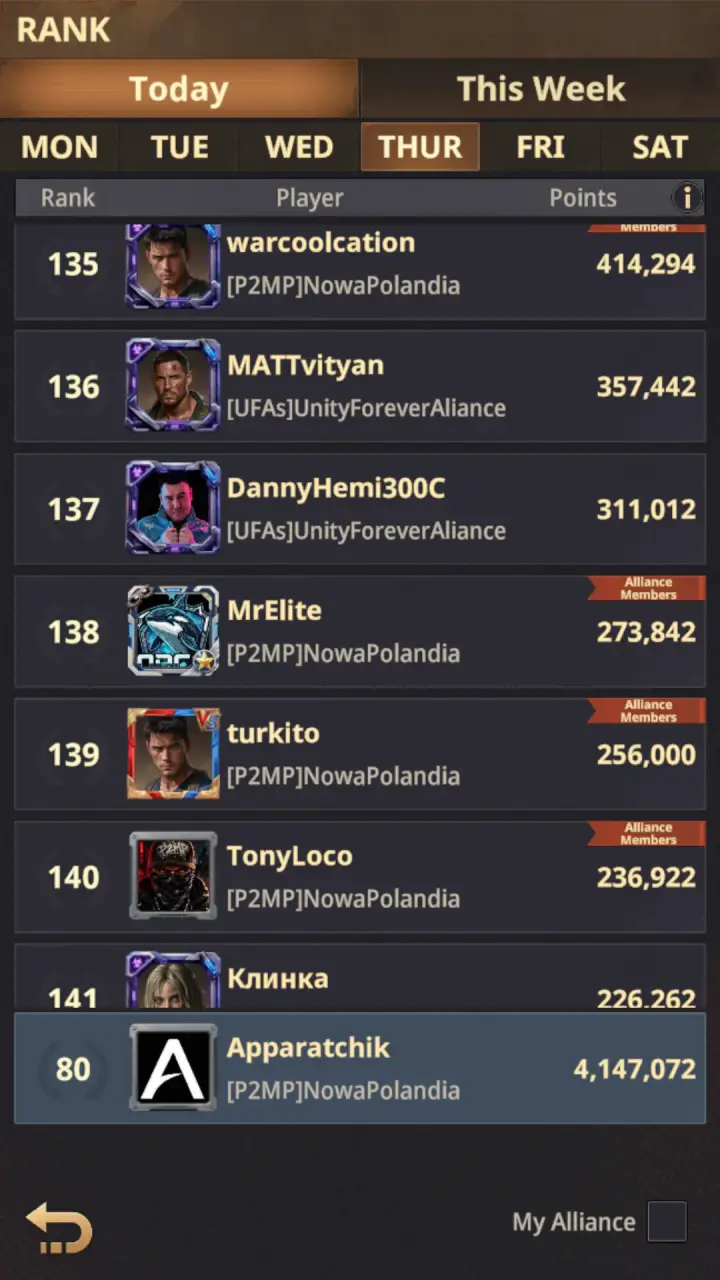 RANK
Today
This Week
MON
TUE
WED
THUR
FRI
SAT
Rank
Player
Points
i
135
warcoolcation
[P2MP]NowaPolandia
Members
414,294
136
MATTvityan
[UFAs]UnityForeverAliance
357,442
137
DannyHemi300C
[UFAs]UnityForeverAliance
311,012
138
MrElite
[P2MP]NowaPolandia
Alliance
Members
273,842
139
VS
turkito
[P2MP]NowaPolandia
Alliance
Members
256,000
140
P2MP
TonyLoco
[P2MP]NowaPolandia
Alliance
Members
236,922
141
Клинка
226,262
80
A
Apparatchik
[P2MP]NowaPolandia
4,147,072
My Alliance